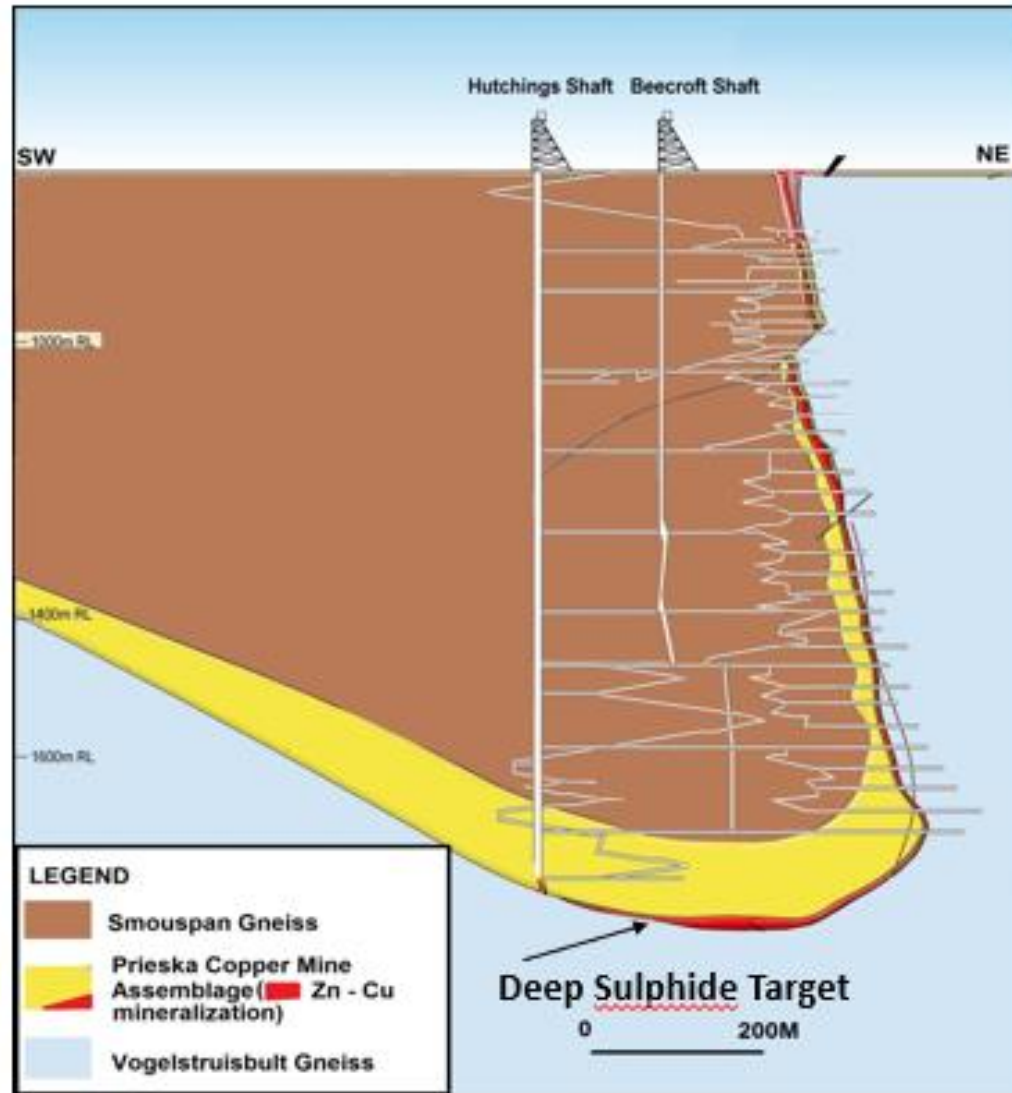 Hutchings Shaft Beecroft Shaft
SW
NE
1000m RL
1400m RL
1600m RL
LEGEND
Smouspan Gneiss
Prieska Copper Mine
Assemblage( Zn - Cu
mineralization)
Vogelstruisbult Gneiss
Deep Sulphide Target
0 200M